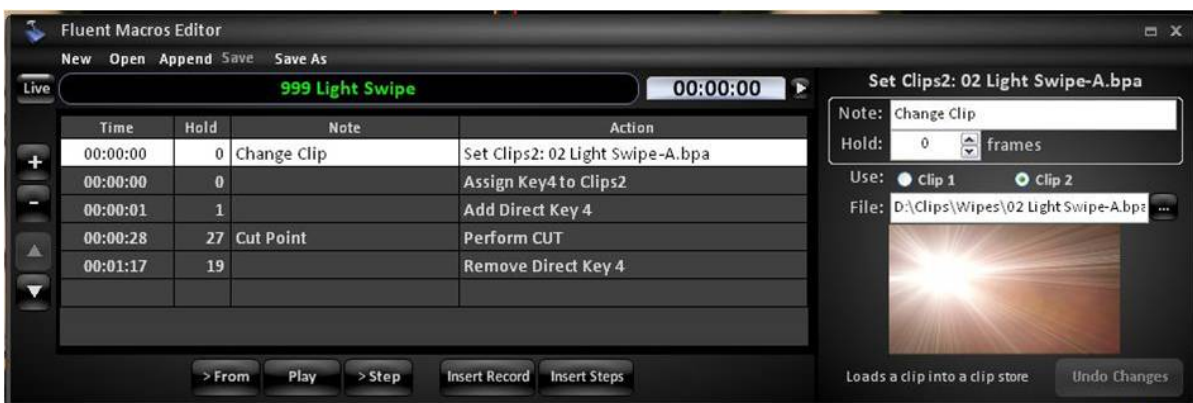 Fluent Macros Editor
New Open Append Save Save As
Live
999 Light Swipe
00:00:00
Time Hold Note Action
00:00:00 0 Change Clip Set Clips2: 02 Light Swipe-A.bpa
00:00:00 0 Assign Key4 to Clips2
00:00:01 1 Add Direct Key 4
00:00:28 27 Cut Point Perform CUT
00:01:17 19 Remove Direct Key 4
+
-
> From Play > Step Insert Record Insert Steps
Set Clips2: 02 Light Swipe-A.bpa
Note: Change Clip
Hold: 0 frames
Use: Clip 1 Clip 2
File: D:\Clips\Wipes\02 Light Swipe-A.bpa ...
Loads a clip into a clip store Undo Changes